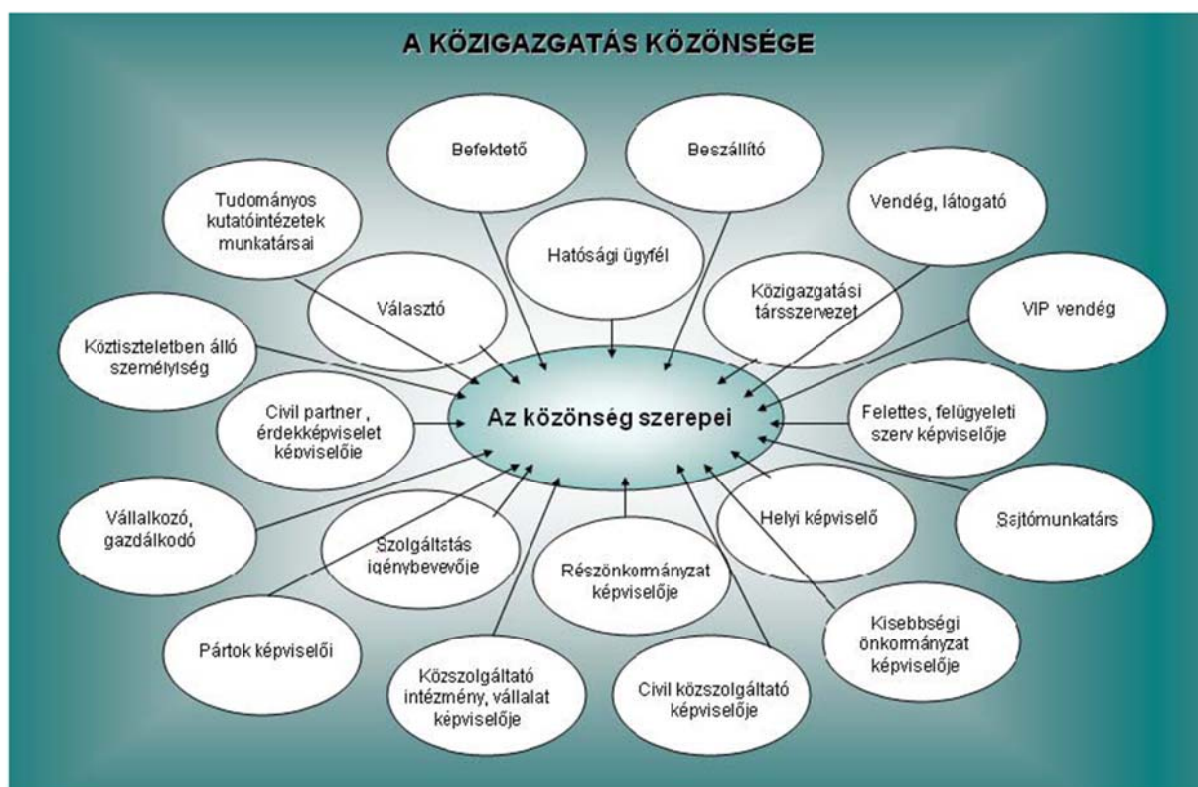 A KÖZIGAZGATÁS KÖZÖNSÉGE
Befektető
Beszállító
Tudományos
kutatóintézetek
munkatársai
Vendég, látogató
Hatósági ügyfél
Választó
Közigazgatási
társszervezet
VIP vendég
Köztiszteletben álló
személyiség
Civil partner ,
érdekképviselet
képviselője
Az közönség szerepei
Felettes, felügyeleti
szerv képviselője
Vállalkozó,
gazdálkodó
Szolgáltatás
igénybevevője
Részönkormányzat
képviselője
Helyi képviselő
Sajtómunkatárs
Pártok képviselői
Közszolgáltató
intézmény, vállalat
képviselője
Civil közszolgáltató
képviselője
Kisebbségi
önkormányzat
képviselője